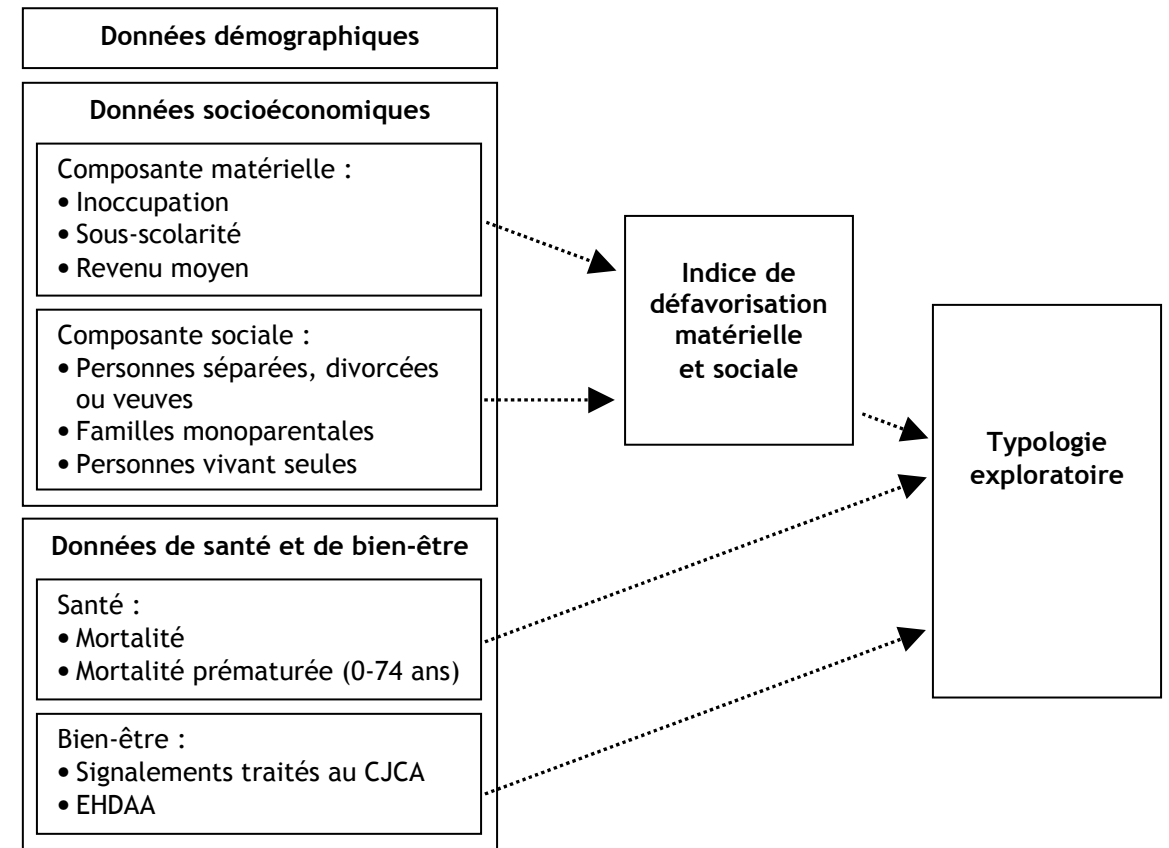 Données démographiques
Données socioéconomiques
Composante matérielle :
• Inoccupation
• Sous-scolarité
• Revenu moyen
Composante sociale :
• Personnes séparées, divorcées
ou veuves
• Familles monoparentales
• Personnes vivant seules
Indice de
défavorisation
matérielle
et sociale
Typologie
exploratoire
Données de santé et de bien-être
Santé :
• Mortalité
• Mortalité prématurée (0-74 ans)
Bien-être :
• Signalements traités au CJCA
• EHDAA